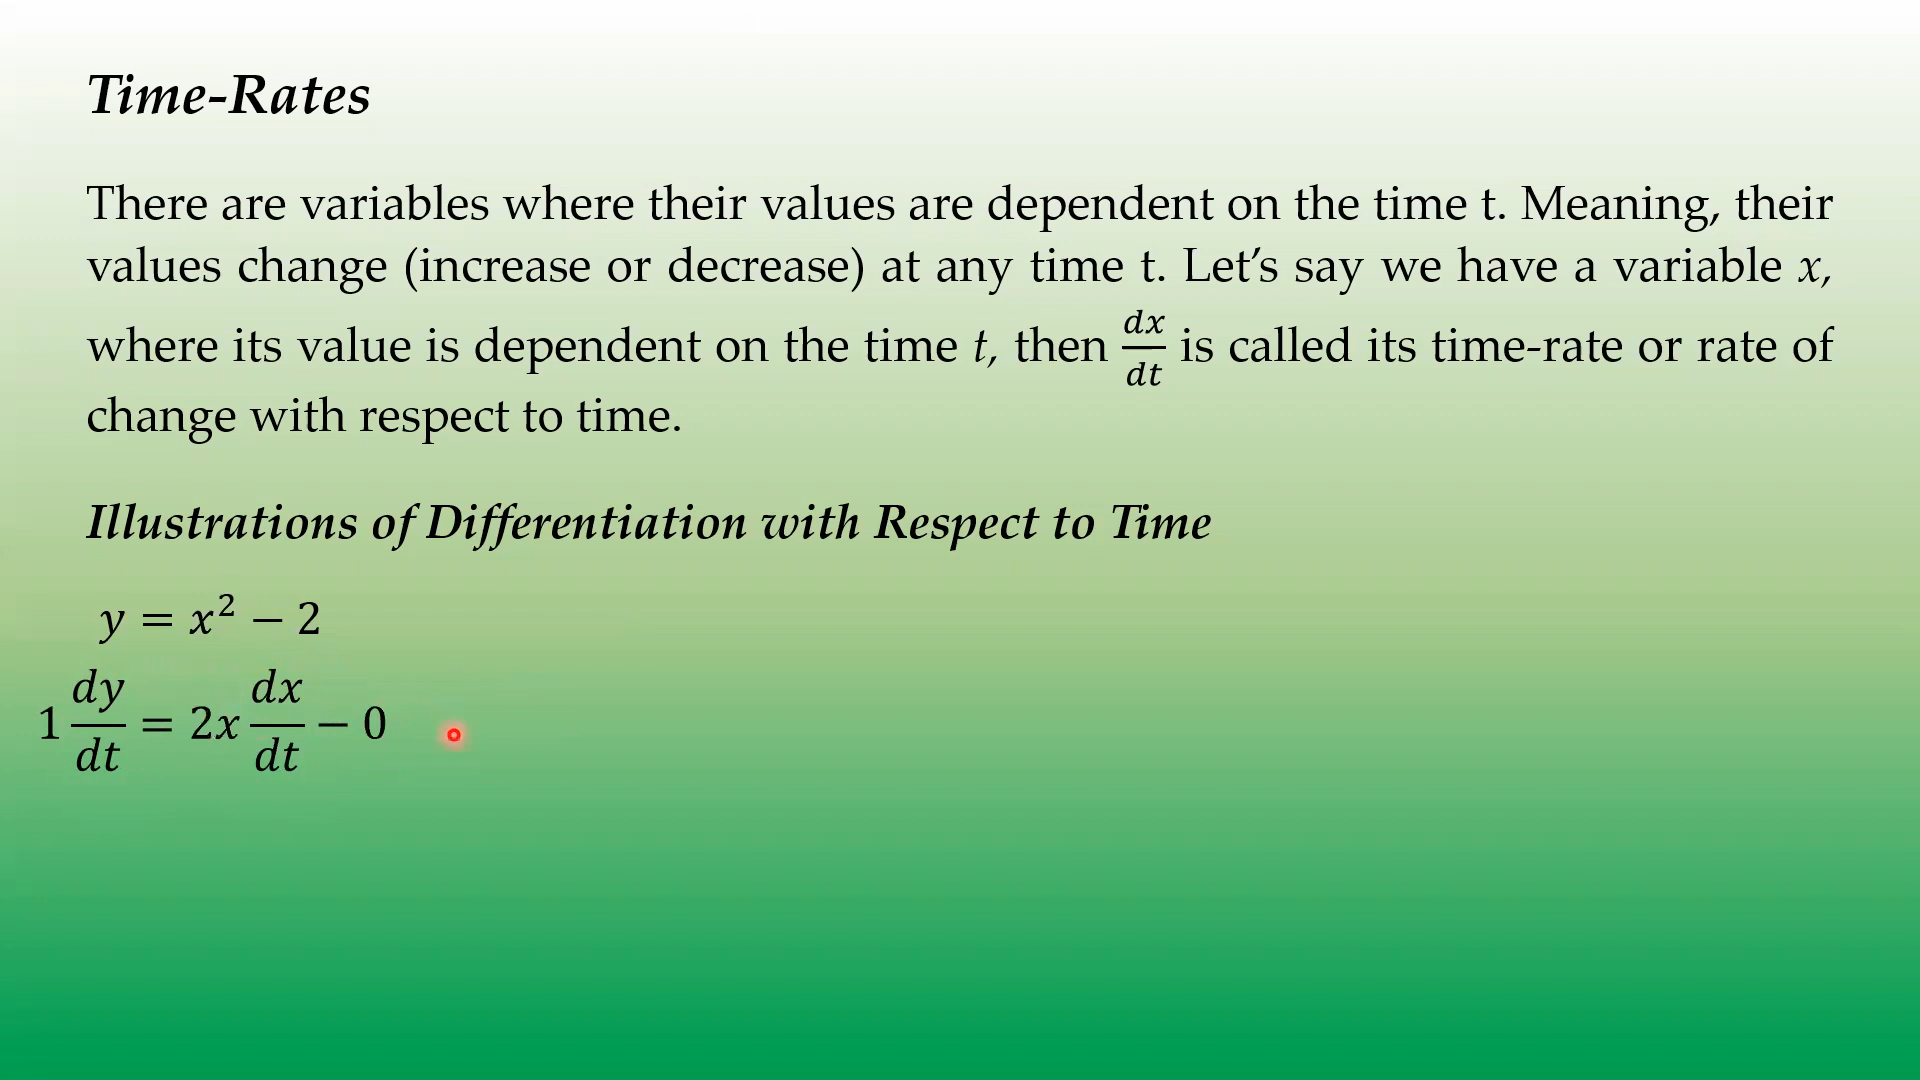 Time-Rates
There are variables where their values are dependent on the time t. Meaning, their
values change (increase or decrease) at any time t. Let’s say we have a variable x,
where its value is dependent on the time t, then dx/dt is called its time-rate or rate of
change with respect to time.
Illustrations of Differentiation with Respect to Time
y = x² − 2
1 dy/dt = 2x dx/dt − 0